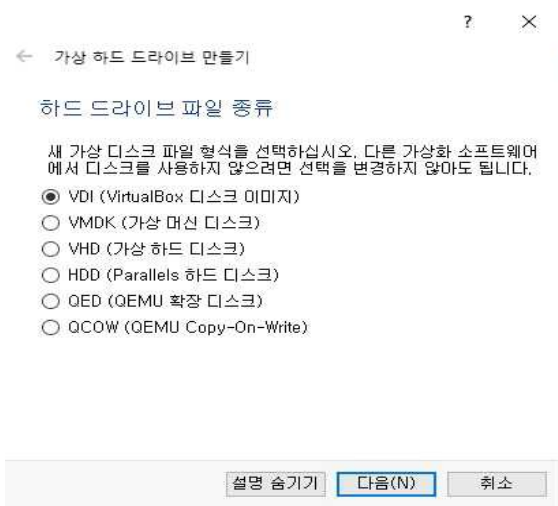 ?
가상 하드 드라이브 만들기
하드 드라이브 파일 종류
새 가상 디스크 파일 형식을 선택하십시오. 다른 가상화 소프트웨어
에서 디스크를 사용하지 않으려면 선택을 변경하지 않아도 됩니다.
VDI (VirtualBox 디스크 이미지)
VMDK (가상 머신 디스크)
VHD (가상 하드 디스크)
HDD (Parallels 하드 디스크)
QED (QEMU 확장 디스크)
QCOW (QEMU Copy-On-Write)
설명 숨기기 다음(N) 취소